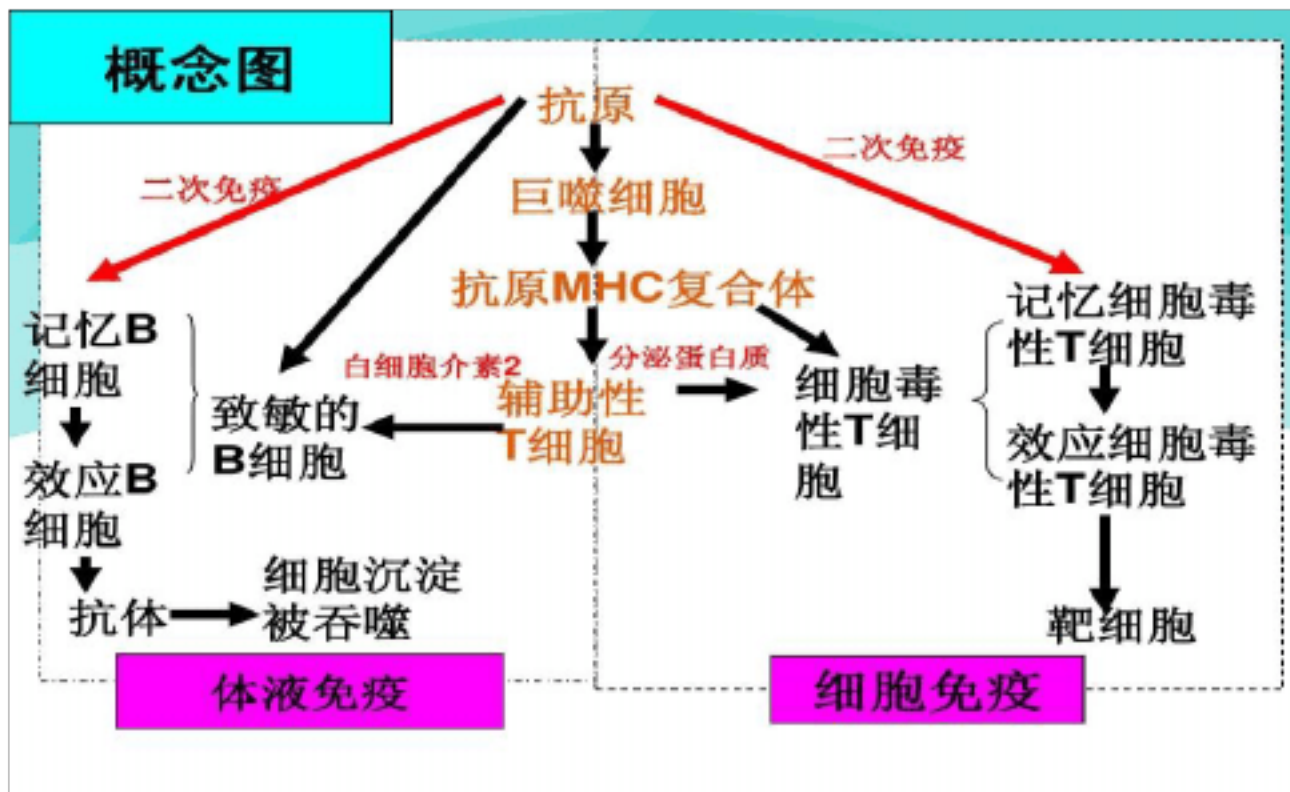 概念图
抗原
二次免疫
二次免疫
巨噬细胞
抗原MHC复合体
记忆B
细胞
记忆细胞毒
性T细胞
白细胞介素2
分泌蛋白质
辅助性
T细胞
致敏的
B细胞
细胞毒
性T细
胞
效应B
细胞
效应细胞毒
性T细胞
抗体
细胞沉淀
被吞噬
靶细胞
体液免疫
细胞免疫